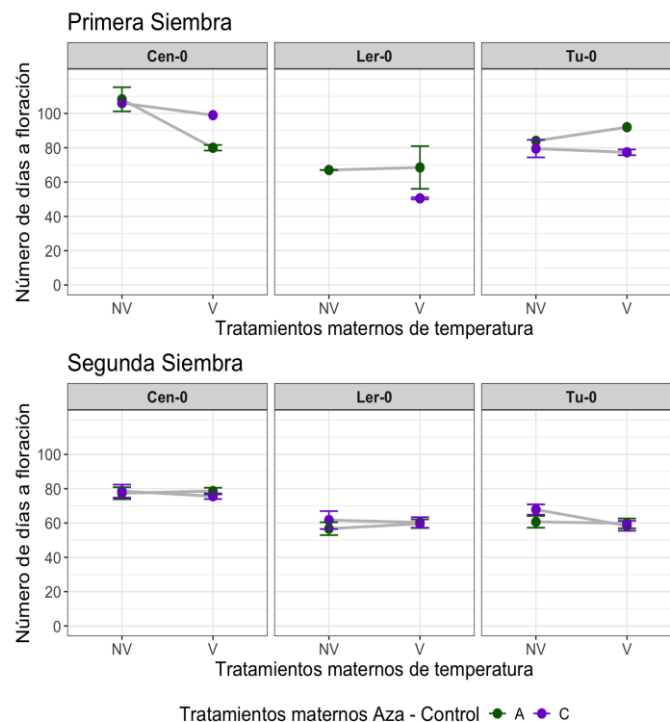 Primera Siembra
Cen-0 Ler-0 Tu-0
Número de días a floración
100
80
60
40
20
0
NV V NV V NV V
Tratamientos maternos de temperatura
Segunda Siembra
Cen-0 Ler-0 Tu-0
Número de días a floración
100
80
60
40
20
0
NV V NV V NV V
Tratamientos maternos de temperatura
Tratamientos maternos Aza - Control A C